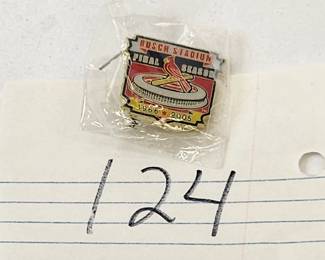 BUSCH STADIUM
FINAL SEASON
1966 ★ 2005
124